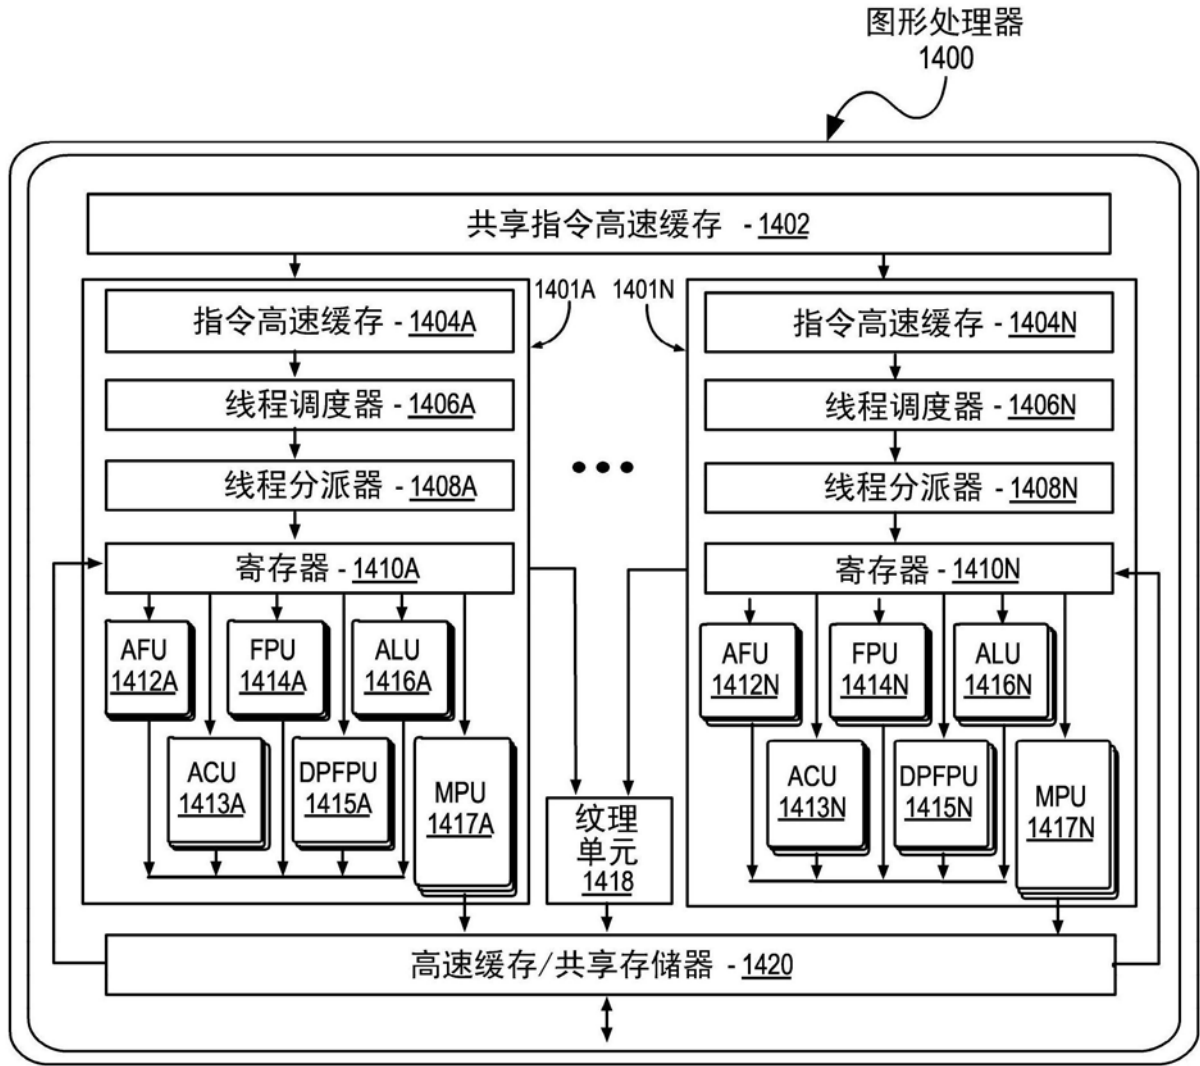 图形处理器
1400
共享指令高速缓存 - 1402
1401A
1401N
指令高速缓存 - 1404A
线程调度器 - 1406A
线程分派器 - 1408A
寄存器 - 1410A
AFU
1412A
FPU
1414A
ALU
1416A
ACU
1413A
DPFPU
1415A
MPU
1417A
•••
指令高速缓存 - 1404N
线程调度器 - 1406N
线程分派器 - 1408N
寄存器 - 1410N
AFU
1412N
FPU
1414N
ALU
1416N
ACU
1413N
DPFPU
1415N
MPU
1417N
纹理
单元
1418
高速缓存/共享存储器 - 1420